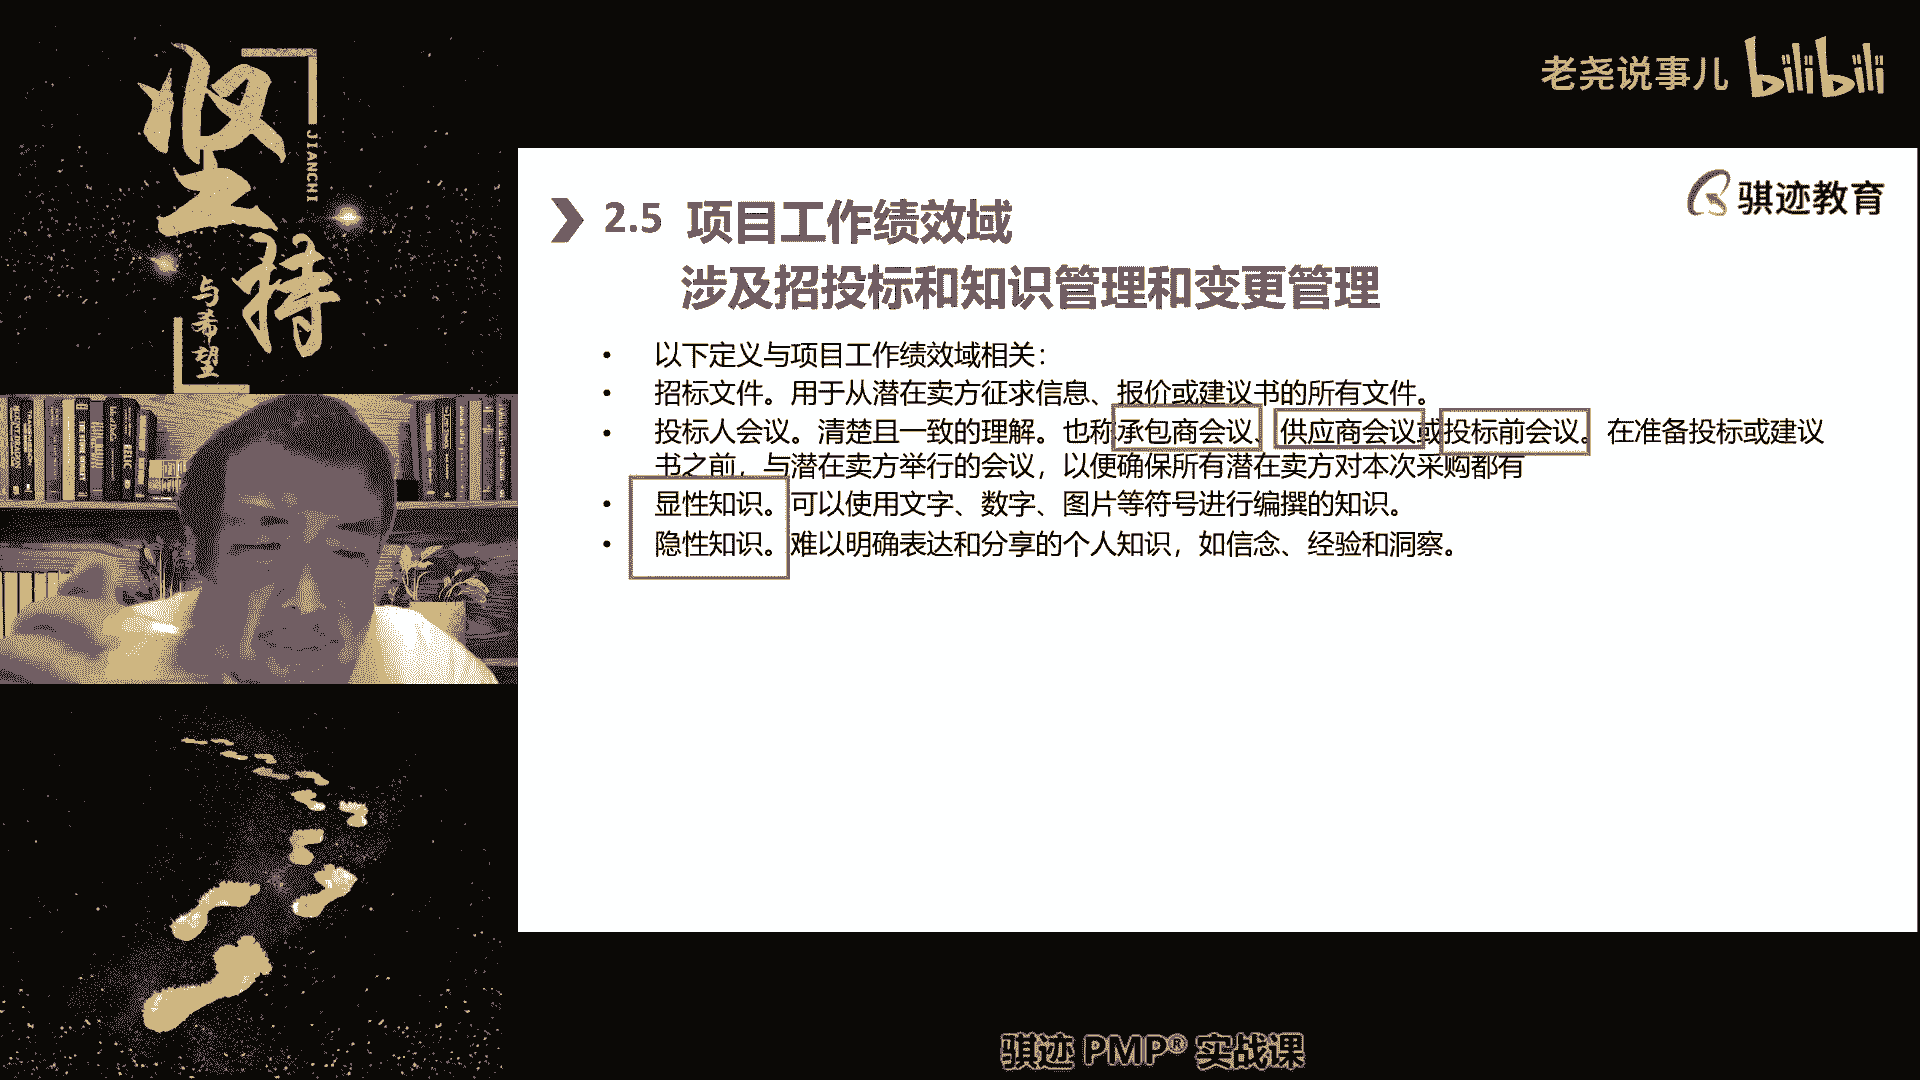 坚持
JIANCHI
与希望
老尧说事儿 bilibili
骐迹教育
2.5 项目工作绩效域
涉及招投标和知识管理和变更管理
• 以下定义与项目工作绩效域相关：
• 招标文件。用于从潜在卖方征求信息、报价或建议书的所有文件。
• 投标人会议。清楚且一致的理解。也称承包商会议、供应商会议或投标前会议。在准备投标或建议
书之前，与潜在卖方举行的会议，以便确保所有潜在卖方对本次采购都有
• 显性知识。可以使用文字、数字、图片等符号进行编撰的知识。
• 隐性知识。难以明确表达和分享的个人知识，如信念、经验和洞察。
骐迹 PMP® 实战课